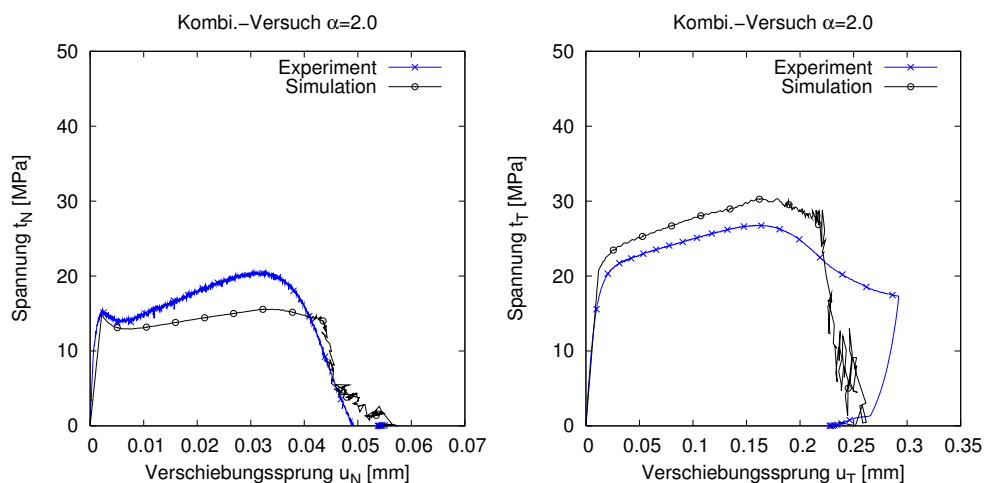 Kombi.−Versuch α=2.0
50
40
30
20
10
0
0 0.01 0.02 0.03 0.04 0.05 0.06 0.07
Spannung t_N [MPa]
Verschiebungssprung u_N [mm]
Experiment
Simulation
Kombi.−Versuch α=2.0
50
40
30
20
10
0
0 0.05 0.1 0.15 0.2 0.25 0.3 0.35
Spannung t_T [MPa]
Verschiebungssprung u_T [mm]
Experiment
Simulation